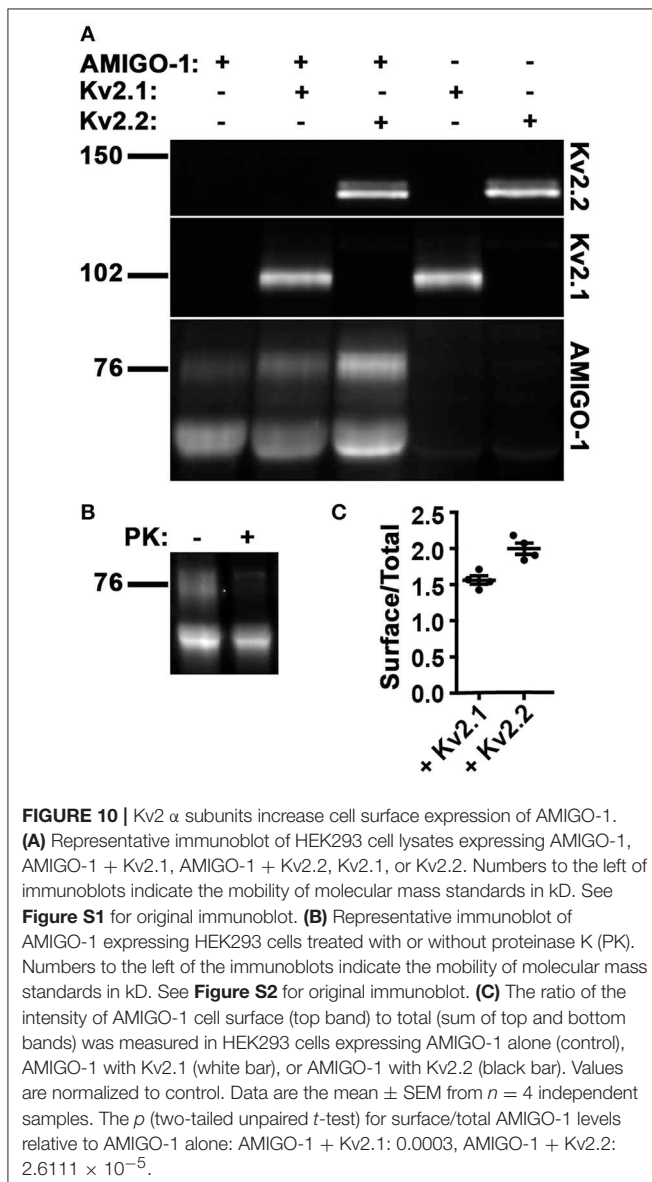 A
AMIGO-1: + + + - -
Kv2.1: - + - + -
Kv2.2: - - + - +
150
Kv2.2
102
Kv2.1
76
AMIGO-1
B
PK: - +
76
C
Surface/Total
2.5
2.0
1.5
1.0
0.5
0.0
+ Kv2.1
+ Kv2.2
FIGURE 10 | Kv2 α subunits increase cell surface expression of AMIGO-1.
(A) Representative immunoblot of HEK293 cell lysates expressing AMIGO-1,
AMIGO-1 + Kv2.1, AMIGO-1 + Kv2.2, Kv2.1, or Kv2.2. Numbers to the left of
immunoblots indicate the mobility of molecular mass standards in kD. See
Figure S1 for original immunoblot. (B) Representative immunoblot of
AMIGO-1 expressing HEK293 cells treated with or without proteinase K (PK).
Numbers to the left of the immunoblots indicate the mobility of molecular mass
standards in kD. See Figure S2 for original immunoblot. (C) The ratio of the
intensity of AMIGO-1 cell surface (top band) to total (sum of top and bottom
bands) was measured in HEK293 cells expressing AMIGO-1 alone (control),
AMIGO-1 with Kv2.1 (white bar), or AMIGO-1 with Kv2.2 (black bar). Values
are normalized to control. Data are the mean ± SEM from n = 4 independent
samples. The p (two-tailed unpaired t-test) for surface/total AMIGO-1 levels
relative to AMIGO-1 alone: AMIGO-1 + Kv2.1: 0.0003, AMIGO-1 + Kv2.2:
2.6111 × 10⁻⁵.